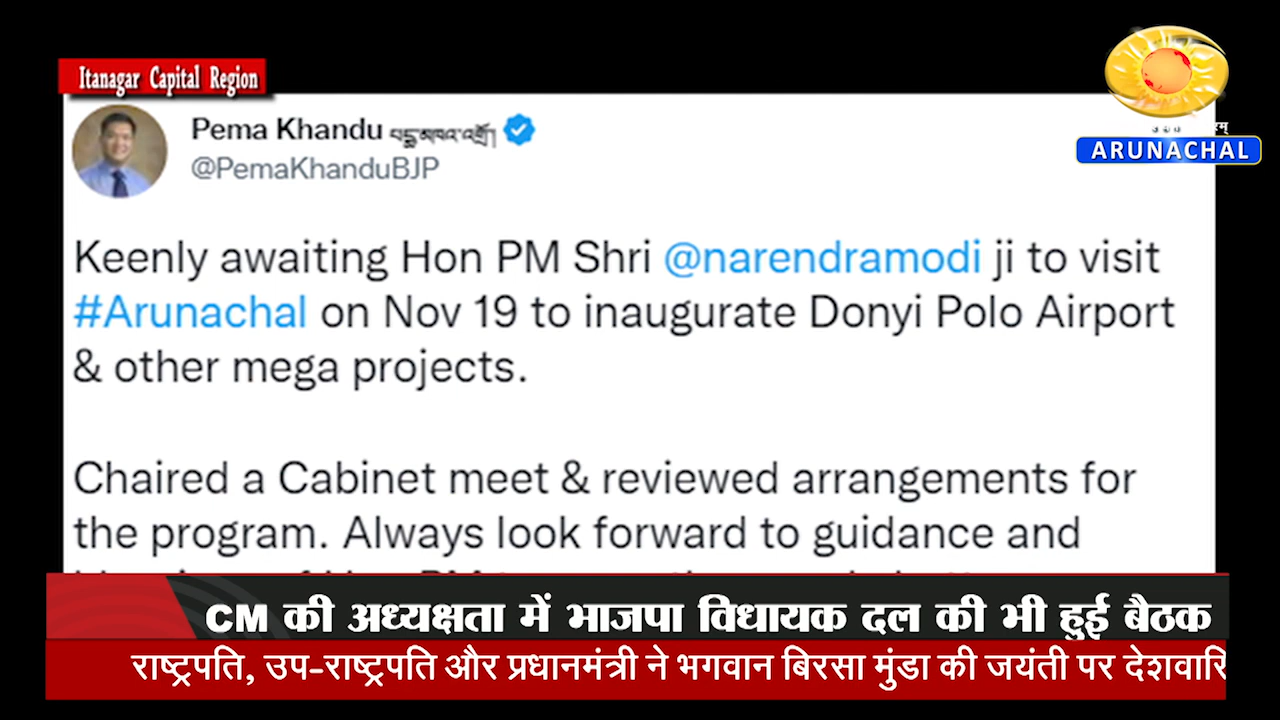 Itanagar Capital Region
ARUNACHAL
Pema Khandu པདྨ་མཁའ་འགྲོ།
@PemaKhanduBJP
Keenly awaiting Hon PM Shri @narendramodi ji to visit
#Arunachal on Nov 19 to inaugurate Donyi Polo Airport
& other mega projects.
Chaired a Cabinet meet & reviewed arrangements for
the program. Always look forward to guidance and
CM की अध्यक्षता में भाजपा विधायक दल की भी हुई बैठक
राष्ट्रपति, उप-राष्ट्रपति और प्रधानमंत्री ने भगवान बिरसा मुंडा की जयंती पर